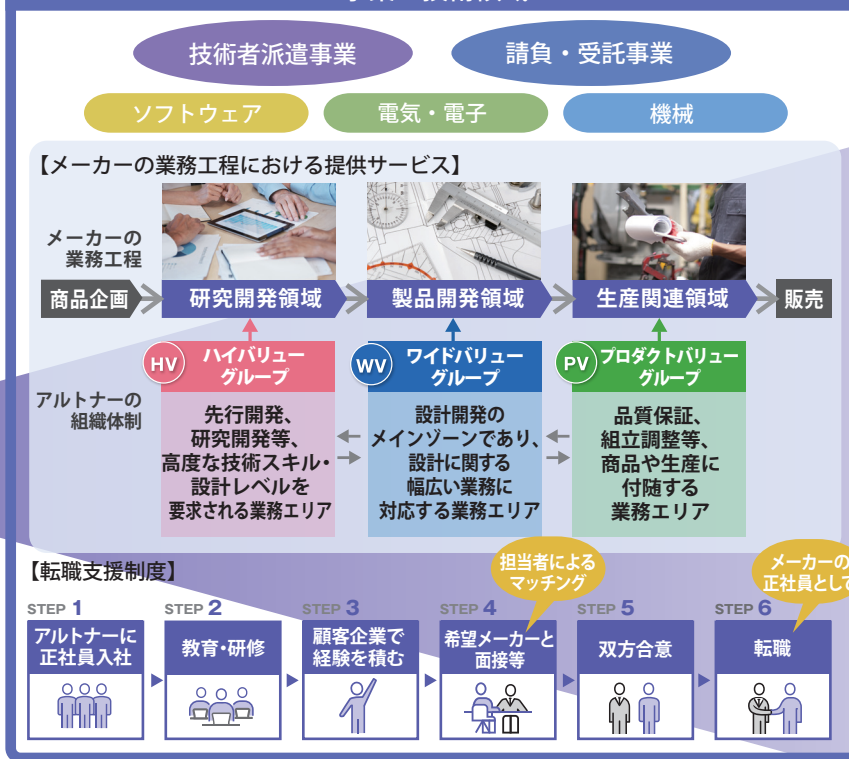 技術者派遣事業
請負・受託事業
ソフトウェア
電気・電子
機械
【メーカーの業務工程における提供サービス】
メーカーの
業務工程
商品企画
研究開発領域
製品開発領域
生産関連領域
販売
アルトナーの
組織体制
HV
ハイバリュー
グループ
先行開発、
研究開発等、
高度な技術スキル・
設計レベルを
要求される業務エリア
WV
ワイドバリュー
グループ
設計開発の
メインゾーンであり、
設計に関する
幅広い業務に
対応する業務エリア
PV
プロダクトバリュー
グループ
品質保証、
組立調整等、
商品や生産に
付随する
業務エリア
【転職支援制度】
STEP 1
アルトナーに
正社員入社
STEP 2
教育・研修
STEP 3
顧客企業で
経験を積む
担当者による
マッチング
STEP 4
希望メーカーと
面接等
STEP 5
双方合意
メーカーの
正社員として
STEP 6
転職